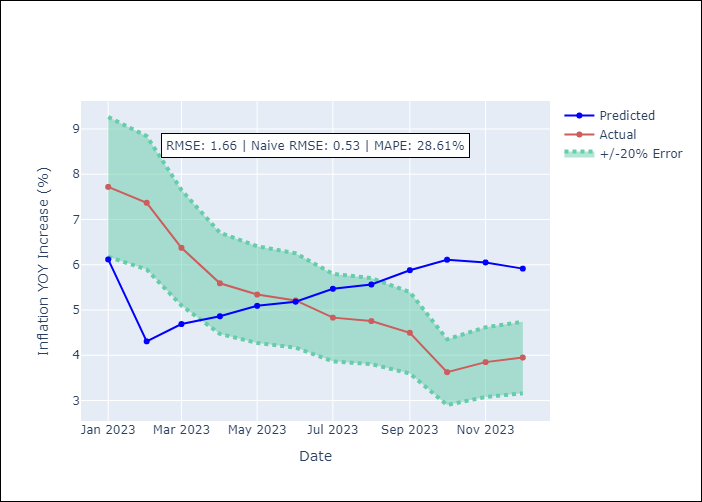 RMSE: 1.66 | Naive RMSE: 0.53 | MAPE: 28.61%
Predicted
Actual
+/-20% Error
Inflation YOY Increase (%)
9
8
7
6
5
4
3
Jan 2023 Mar 2023 May 2023 Jul 2023 Sep 2023 Nov 2023
Date